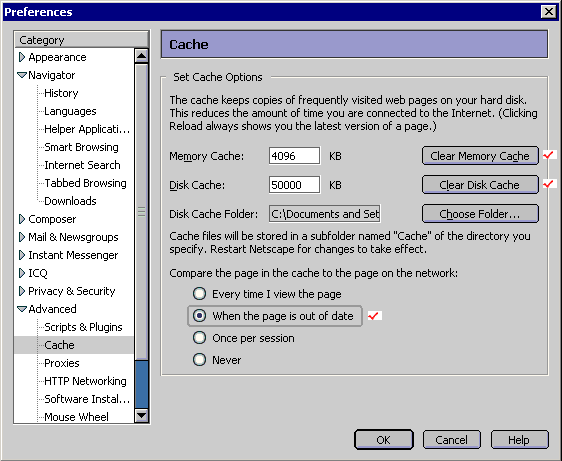 Preferences
Category
Appearance
Navigator
History
Languages
Helper Applicati...
Smart Browsing
Internet Search
Tabbed Browsing
Downloads
Composer
Mail & Newsgroups
Instant Messenger
ICQ
Privacy & Security
Advanced
Scripts & Plugins
Cache
Proxies
HTTP Networking
Software Instal...
Mouse Wheel
Cache
Set Cache Options
The cache keeps copies of frequently visited web pages on your hard disk.
This reduces the amount of time you are connected to the Internet. (Clicking
Reload always shows you the latest version of a page.)
Memory Cache: 4096 KB Clear Memory Cache
Disk Cache: 50000 KB Clear Disk Cache
Disk Cache Folder: C:\Documents and Set Choose Folder...
Cache files will be stored in a subfolder named "Cache" of the directory you
specify. Restart Netscape for changes to take effect.
Compare the page in the cache to the page on the network:
Every time I view the page
When the page is out of date
Once per session
Never
OK Cancel Help